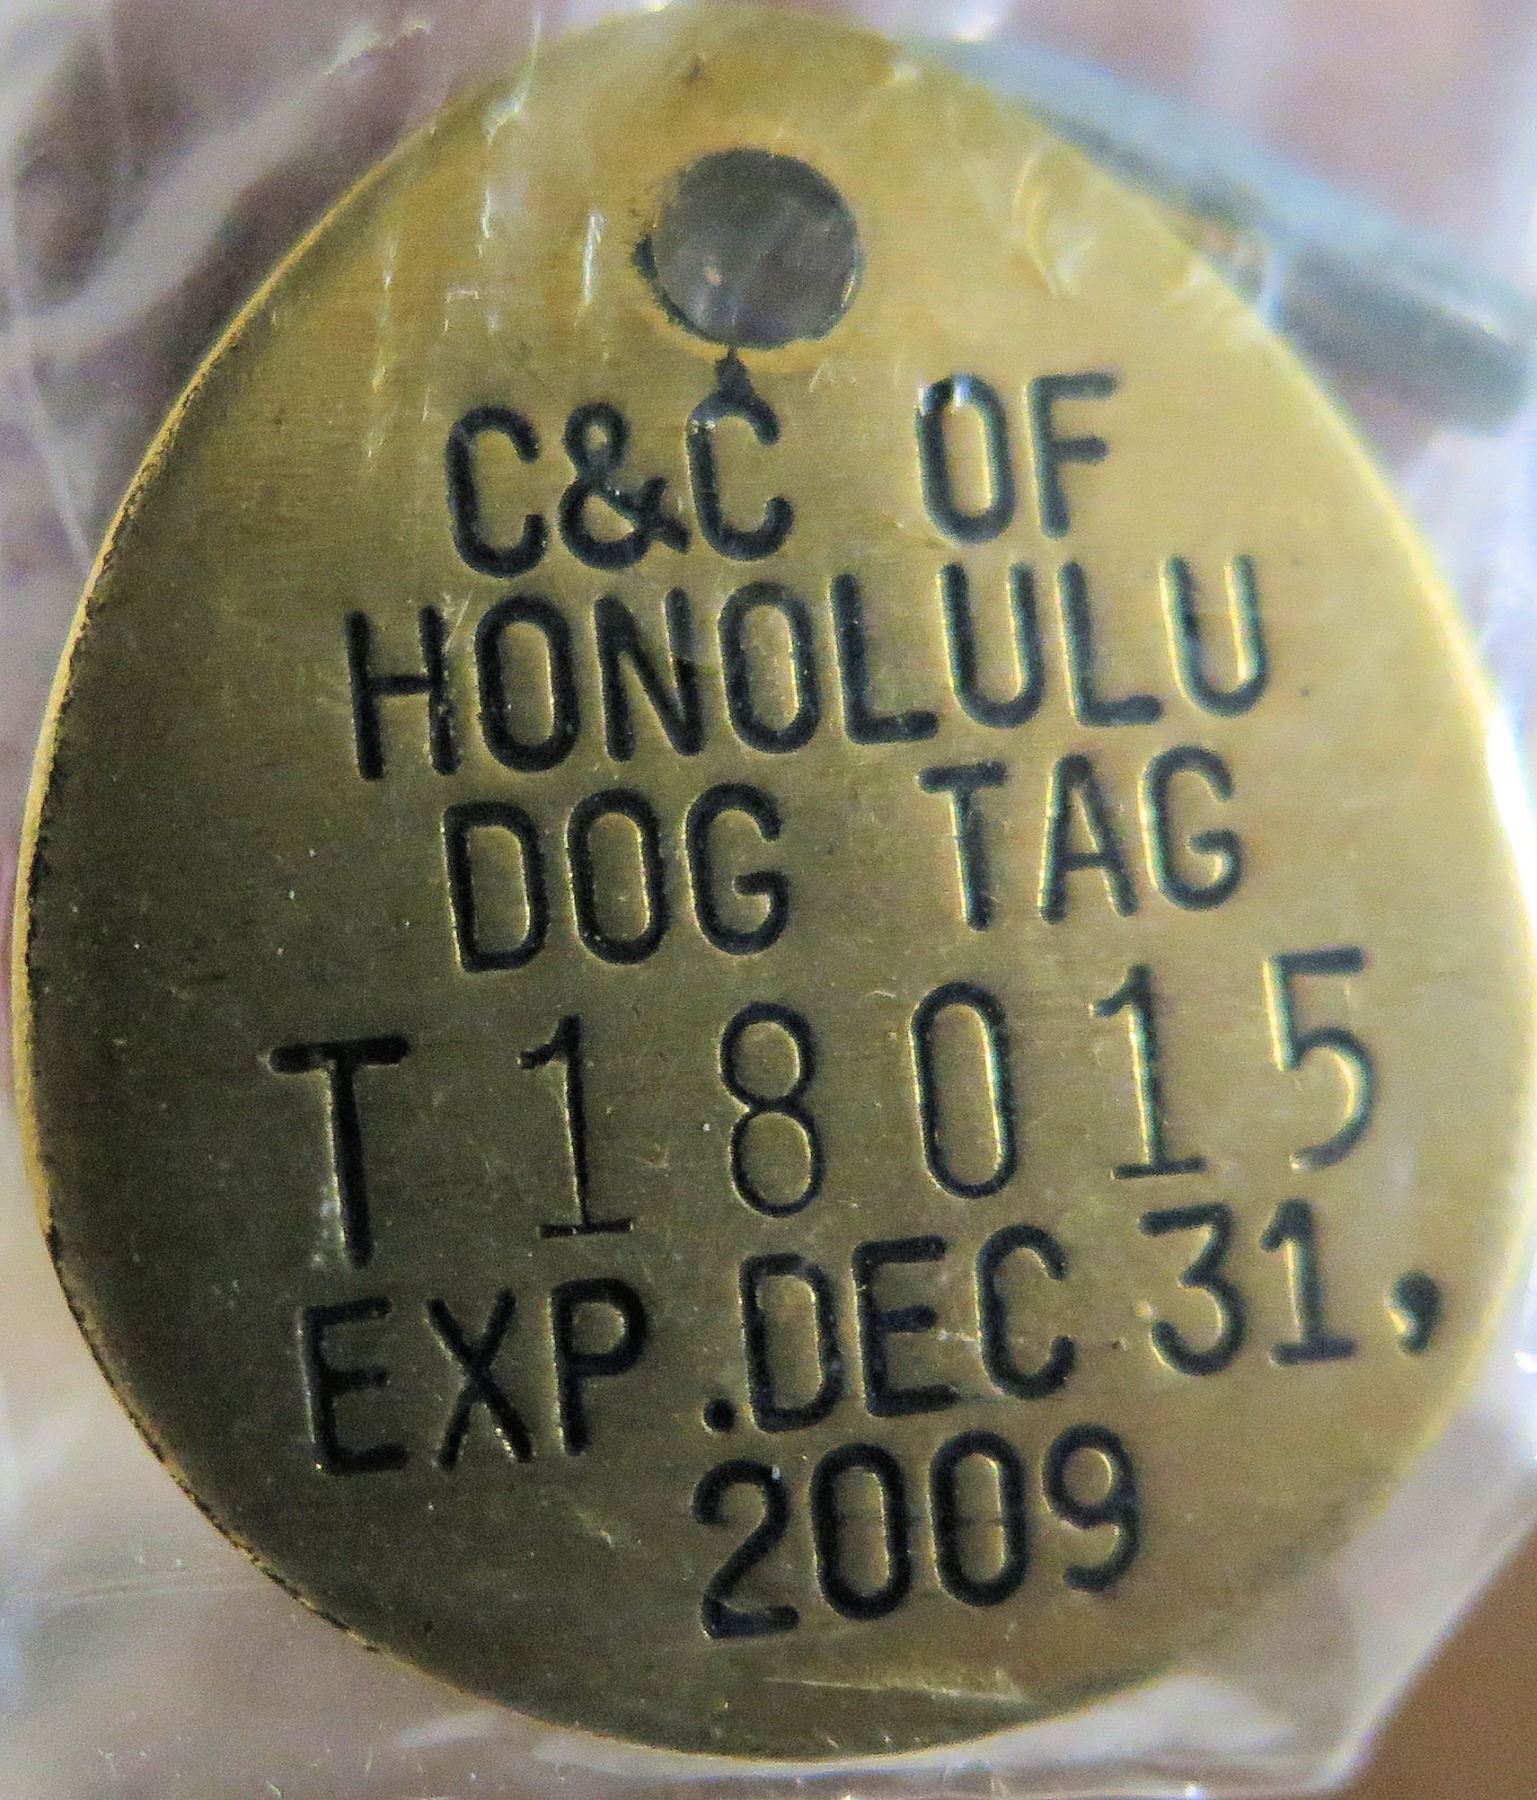 C&C OF
HONOLULU
DOG TAG
T18015
EXP.DEC 31,
2009